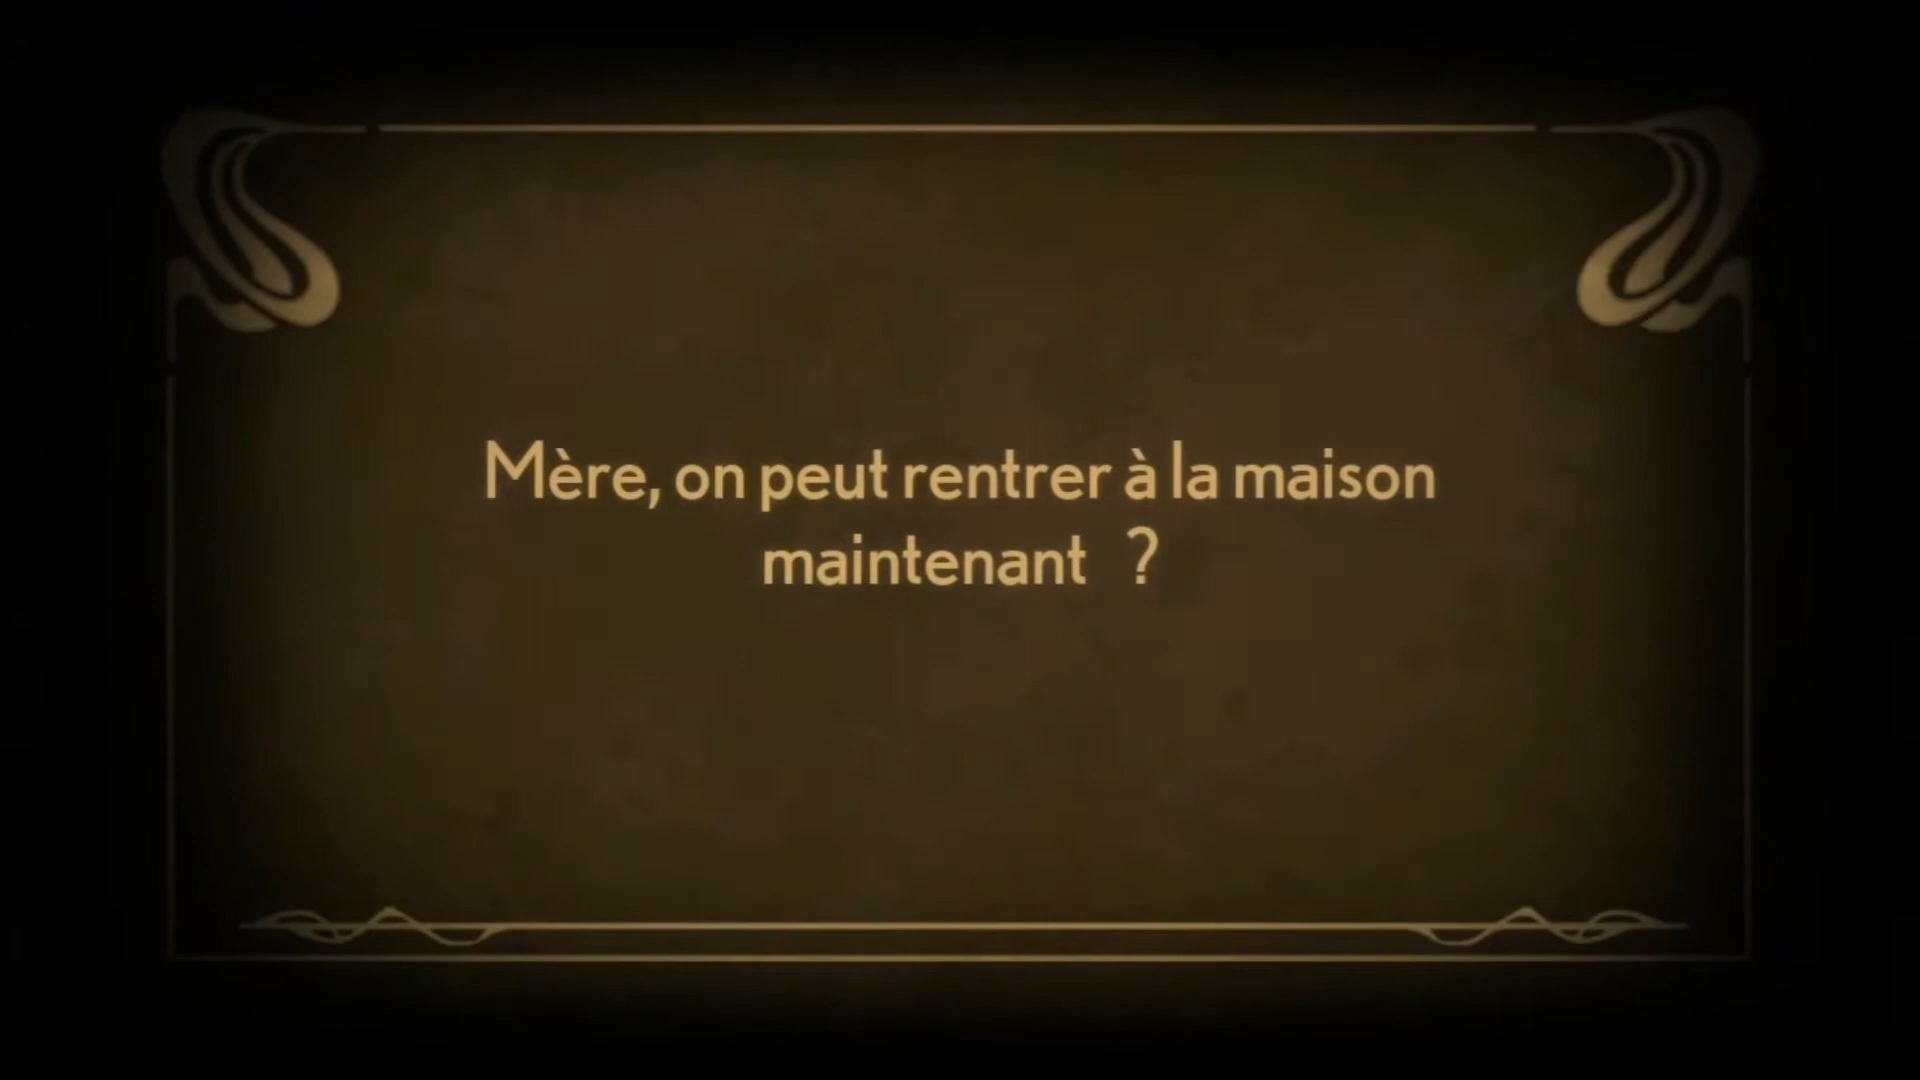 Mère, on peut rentrer à la maison
maintenant ?